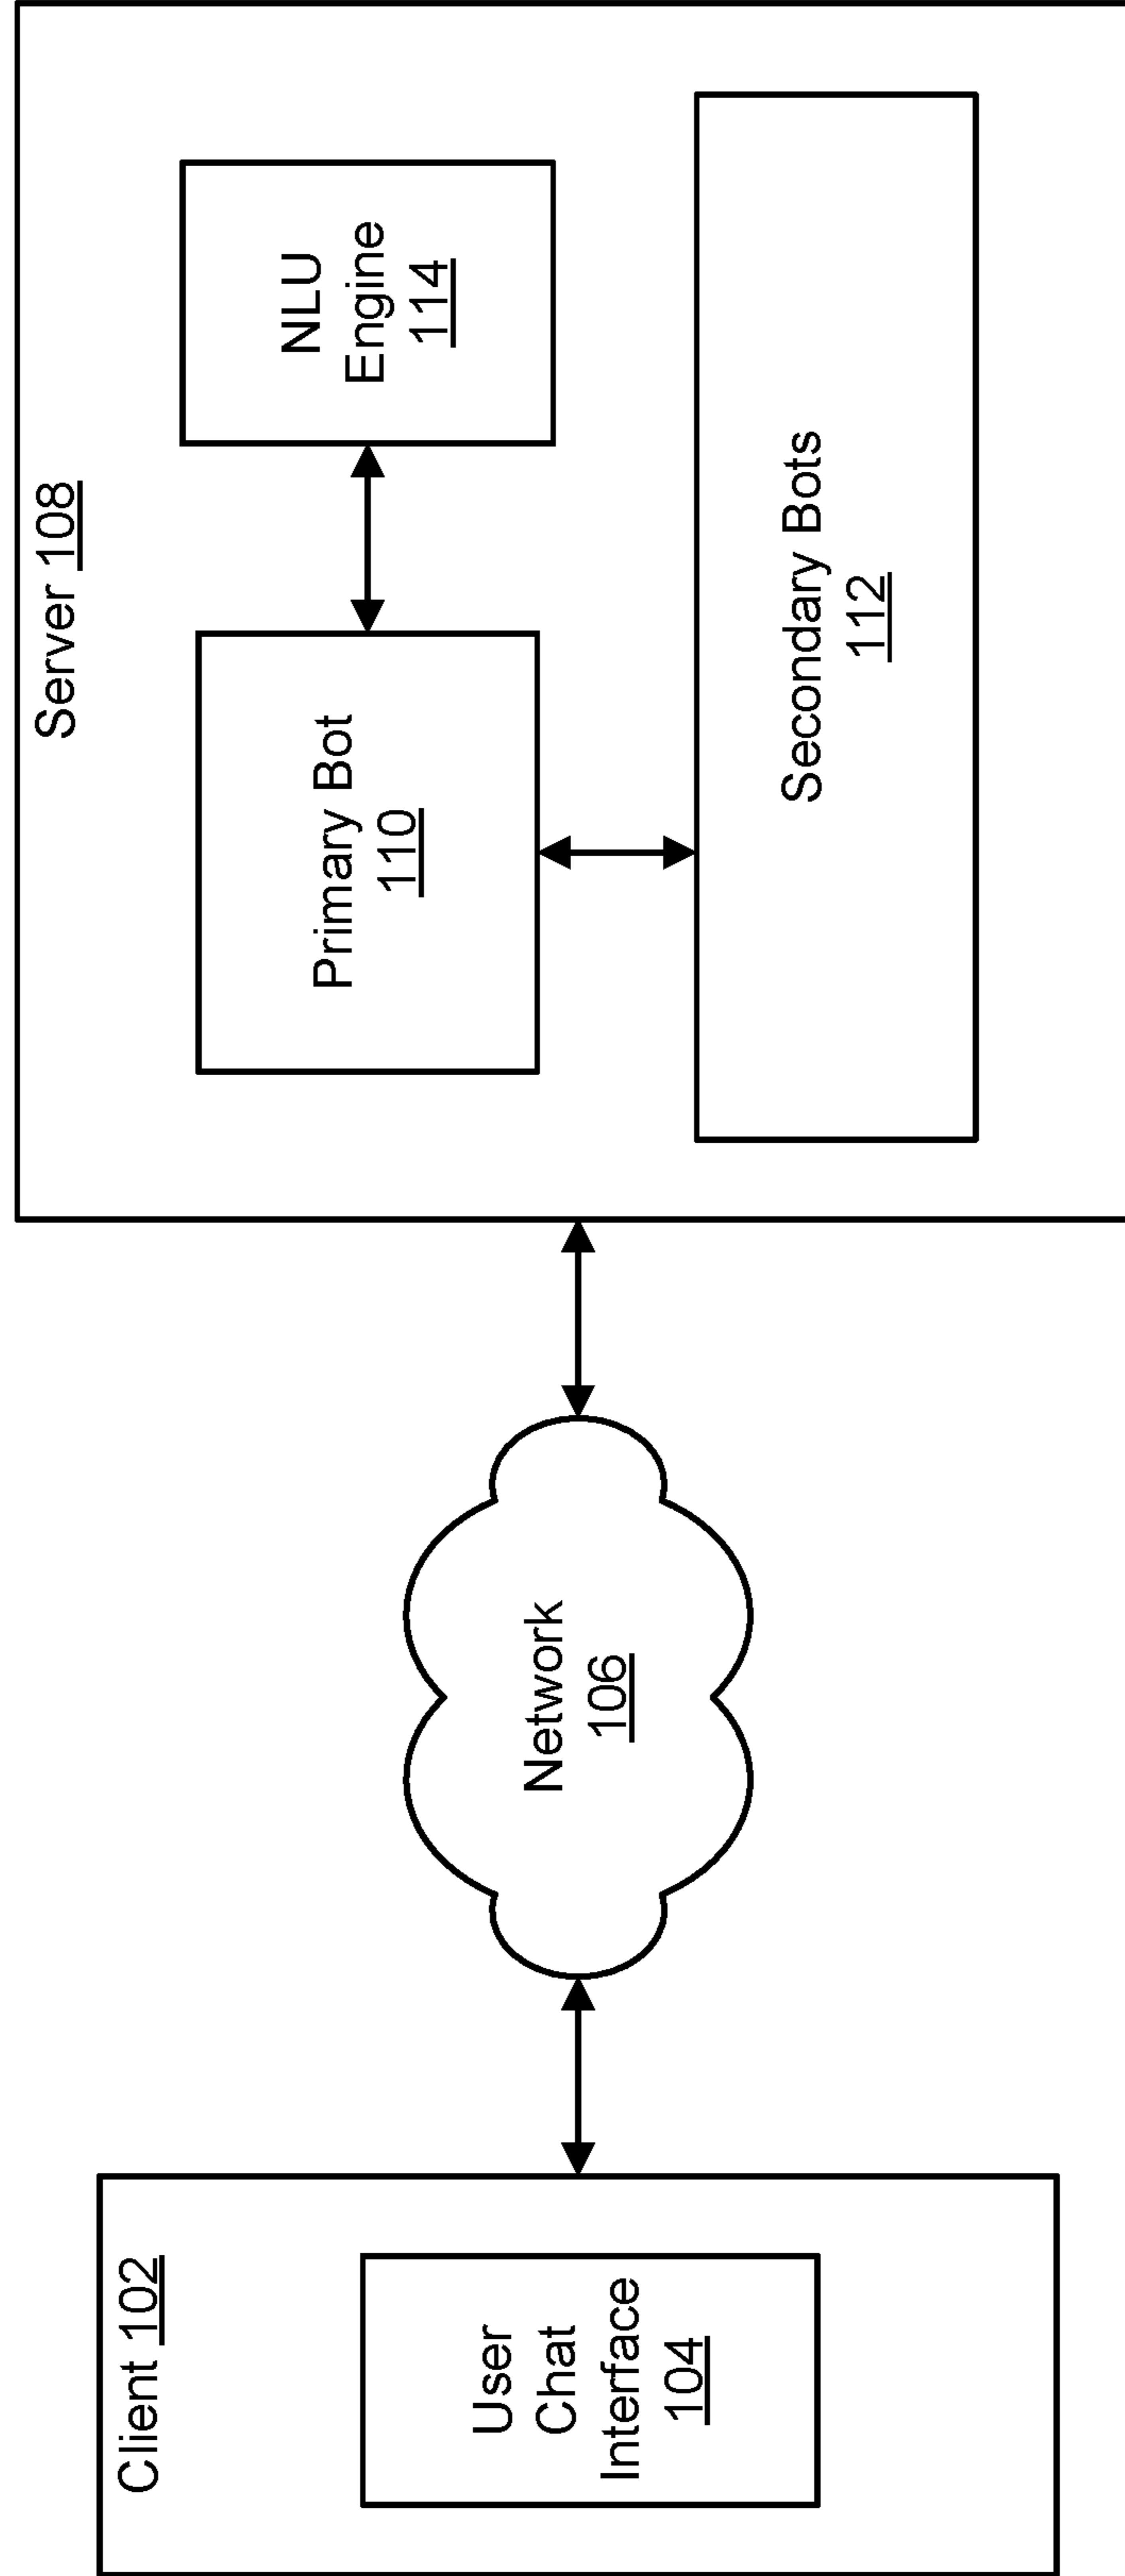 Client 102
User
Chat
Interface
104
Network
106
Server 108
Primary Bot
110
NLU
Engine
114
Secondary Bots
112